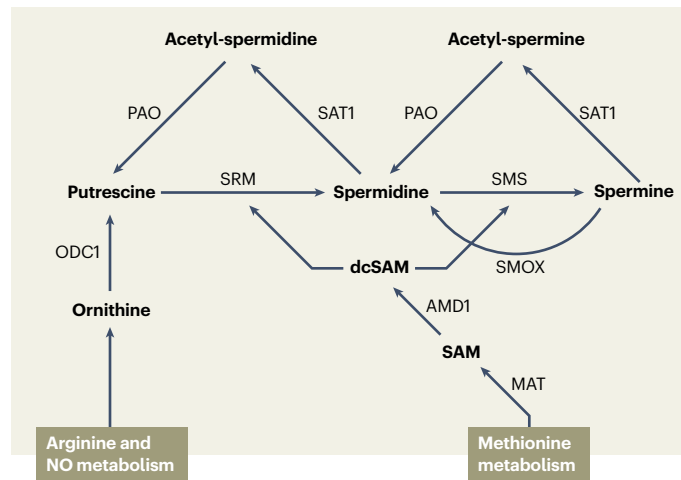 Acetyl-spermidine
Acetyl-spermine
PAO
SAT1
PAO
SAT1
Putrescine
SRM
Spermidine
SMS
Spermine
ODC1
dcSAM
SMOX
Ornithine
AMD1
SAM
MAT
Arginine and
NO metabolism
Methionine
metabolism